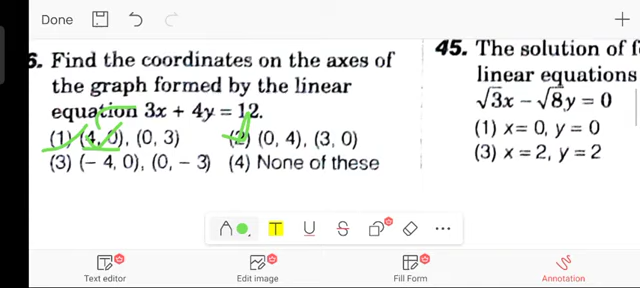 Done
6. Find the coordinates on the axes of
the graph formed by the linear
equation 3x + 4y = 12.
(1) (4, 0), (0, 3) (2) (0, 4), (3, 0)
(3) (– 4, 0), (0, – 3) (4) None of these
45. The solution of f
linear equations
√3x – √8y = 0
(1) x = 0, y = 0
(3) x = 2, y = 2
T U S
Text editor Edit image Fill Form Annotation